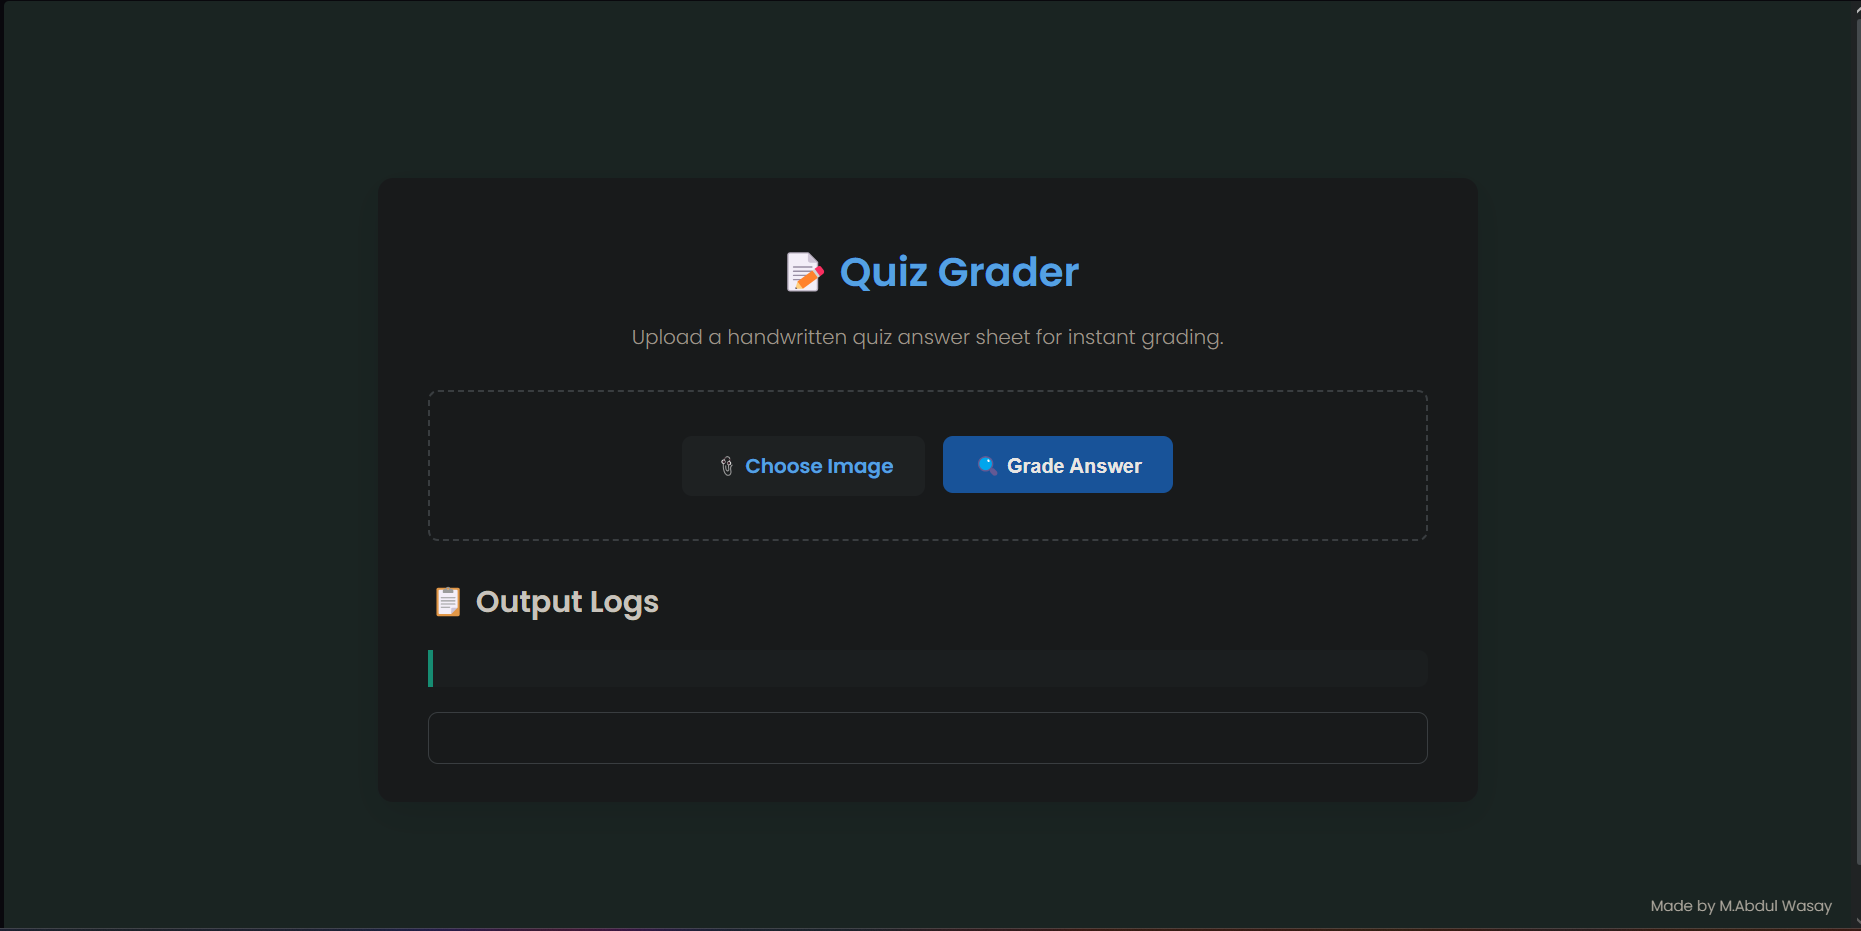 Quiz Grader
Upload a handwritten quiz answer sheet for instant grading.
Choose Image
Grade Answer
Output Logs
Made by M.Abdul Wasay